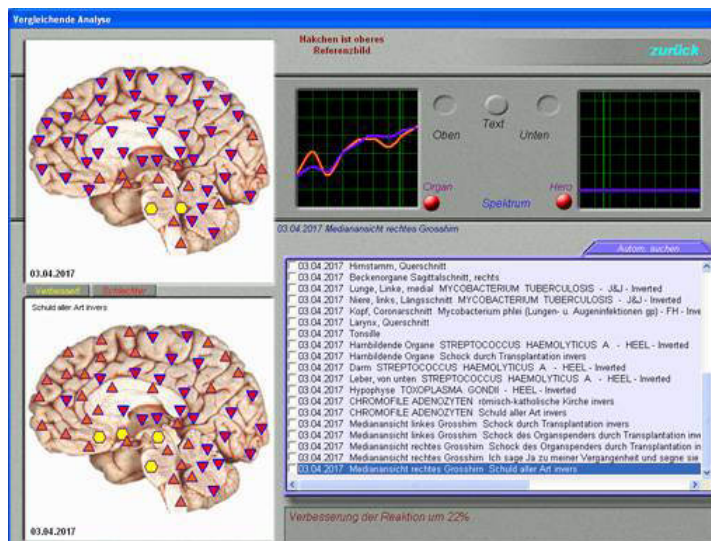 Vergleichende Analyse
Häkchen ist oberes
Referenzbild
zurück
Oben
Text
Unten
Organ
Spektrum
Hero
03.04.2017 Medianansicht rechtes Grosshirn
Autom. suchen
03.04.2017
Verbessert
Schlechter
Schuld aller Art invers
03.04.2017
03.04.2017 Hirnstamm, Querschnitt
03.04.2017 Beckenorgane Sagittalschnitt, rechts
03.04.2017 Lunge, Linke, medial MYCOBACTERIUM TUBERCULOSIS - J&J - Inverted
03.04.2017 Niere, links, Längsschnitt MYCOBACTERIUM TUBERCULOSIS - J&J - Inverted
03.04.2017 Kopf, Coronarschnitt Mycobacterium phlei (Lungen- u. Augeninfektionen gp) - FH - Inve
03.04.2017 Larynx, Querschnitt
03.04.2017 Tonsille
03.04.2017 Harnbildende Organe STREPTOCOCCUS HAEMOLYTICUS A - HEEL - Inverted
03.04.2017 Harnbildende Organe Schock durch Transplantation invers
03.04.2017 Darm STREPTOCOCCUS HAEMOLYTICUS A - HEEL - Inverted
03.04.2017 Leber, von unten STREPTOCOCCUS HAEMOLYTICUS A - HEEL - Inverted
03.04.2017 Hypophyse TOXOPLASMA GONDII - HEEL - Inverted
03.04.2017 CHROMOFILE ADENOZYTEN römisch-katholische Kirche invers
03.04.2017 CHROMOFILE ADENOZYTEN Schuld aller Art invers
03.04.2017 Medianansicht linkes Grosshirn Schock durch Transplantation invers
03.04.2017 Medianansicht linkes Grosshirn Schock des Organspenders durch Transplantation inv
03.04.2017 Medianansicht rechtes Grosshirn Schock des Organspenders durch Transplantation in
03.04.2017 Medianansicht rechtes Grosshirn Ich sage Ja zu meiner Vergangenheit und segne sie
03.04.2017 Medianansicht rechtes Grosshirn Schuld aller Art invers
Verbesserung der Reaktion um 22%